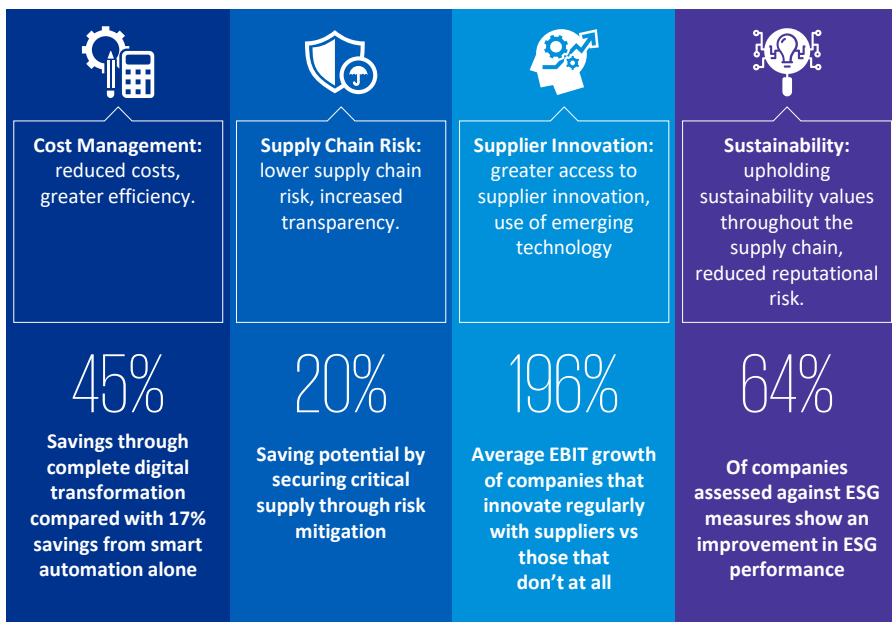 Cost Management:
reduced costs,
greater efficiency.
45%
Savings through
complete digital
transformation
compared with 17%
savings from smart
automation alone
Supply Chain Risk:
lower supply chain
risk, increased
transparency.
20%
Saving potential by
securing critical
supply through risk
mitigation
Supplier Innovation:
greater access to
supplier innovation,
use of emerging
technology
196%
Average EBIT growth
of companies that
innovate regularly
with suppliers vs
those that
don’t at all
Sustainability:
upholding
sustainability values
throughout the
supply chain,
reduced reputational
risk.
64%
Of companies
assessed against ESG
measures show an
improvement in ESG
performance